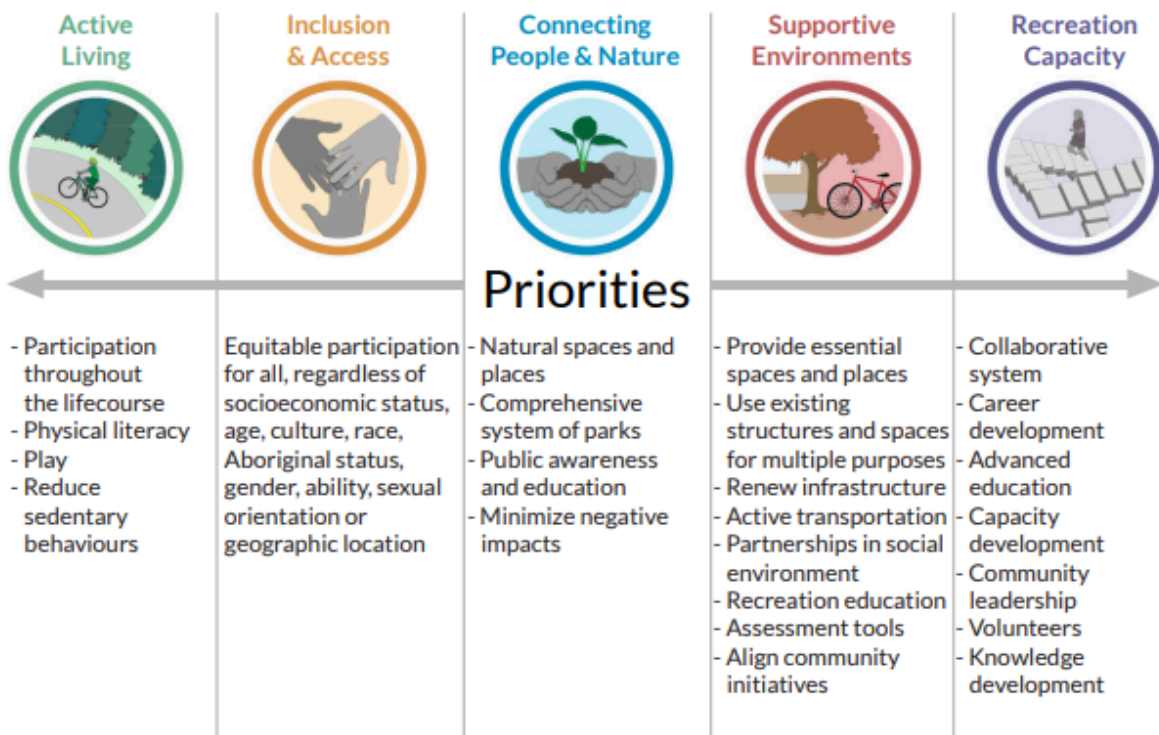 Active
Living
Inclusion
& Access
Connecting
People & Nature
Supportive
Environments
Recreation
Capacity
Priorities
- Participation
throughout
the lifecourse
- Physical literacy
- Play
- Reduce
sedentary
behaviours
Equitable participation
for all, regardless of
socioeconomic status,
age, culture, race,
Aboriginal status,
gender, ability, sexual
orientation or
geographic location
- Natural spaces and
places
- Comprehensive
system of parks
- Public awareness
and education
- Minimize negative
impacts
- Provide essential
spaces and places
- Use existing
structures and spaces
for multiple purposes
- Renew infrastructure
- Active transportation
- Partnerships in social
environment
- Recreation education
- Assessment tools
- Align community
initiatives
- Collaborative
system
- Career
development
- Advanced
education
- Capacity
development
- Community
leadership
- Volunteers
- Knowledge
development